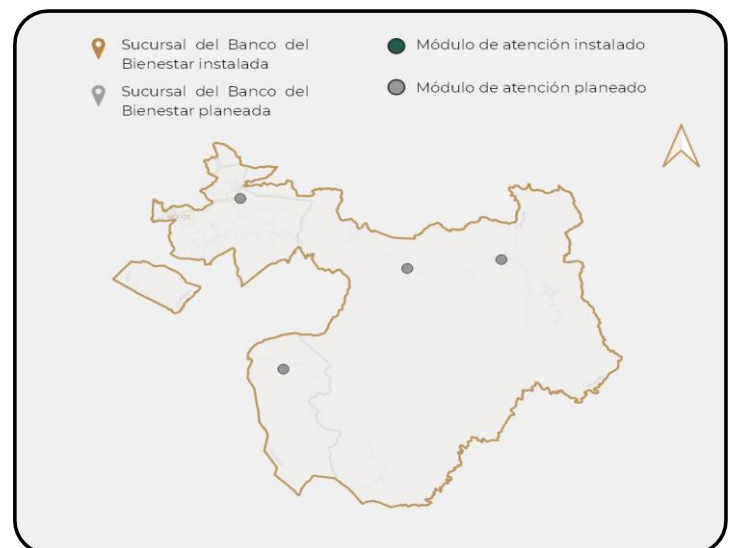 Sucursal del Banco del
Bienestar instalada
Sucursal del Banco del
Bienestar planeada
Módulo de atención instalado
Módulo de atención planeado